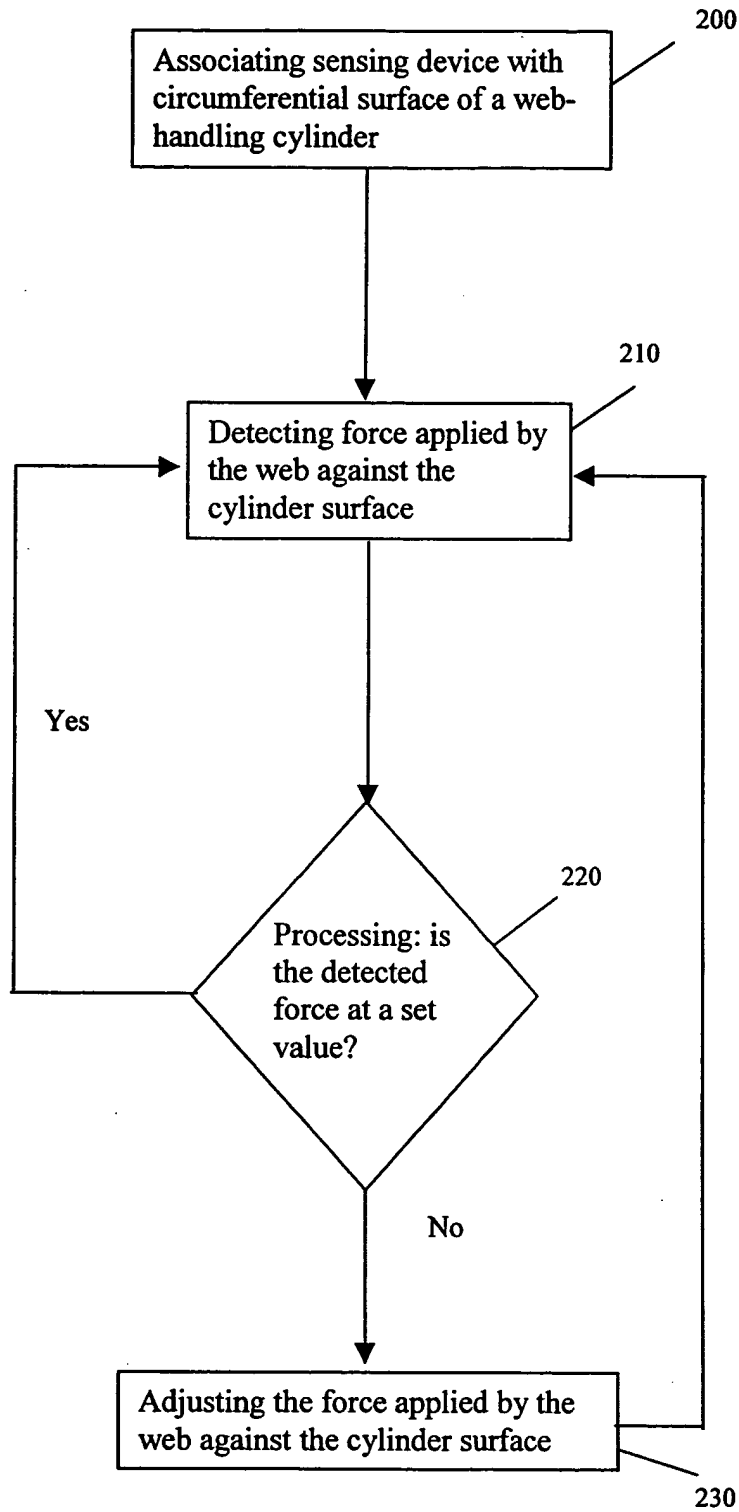 200
Associating sensing device with
circumferential surface of a web-
handling cylinder
210
Detecting force applied by
the web against the
cylinder surface
Yes
220
Processing: is
the detected
force at a set
value?
No
Adjusting the force applied by the
web against the cylinder surface
230